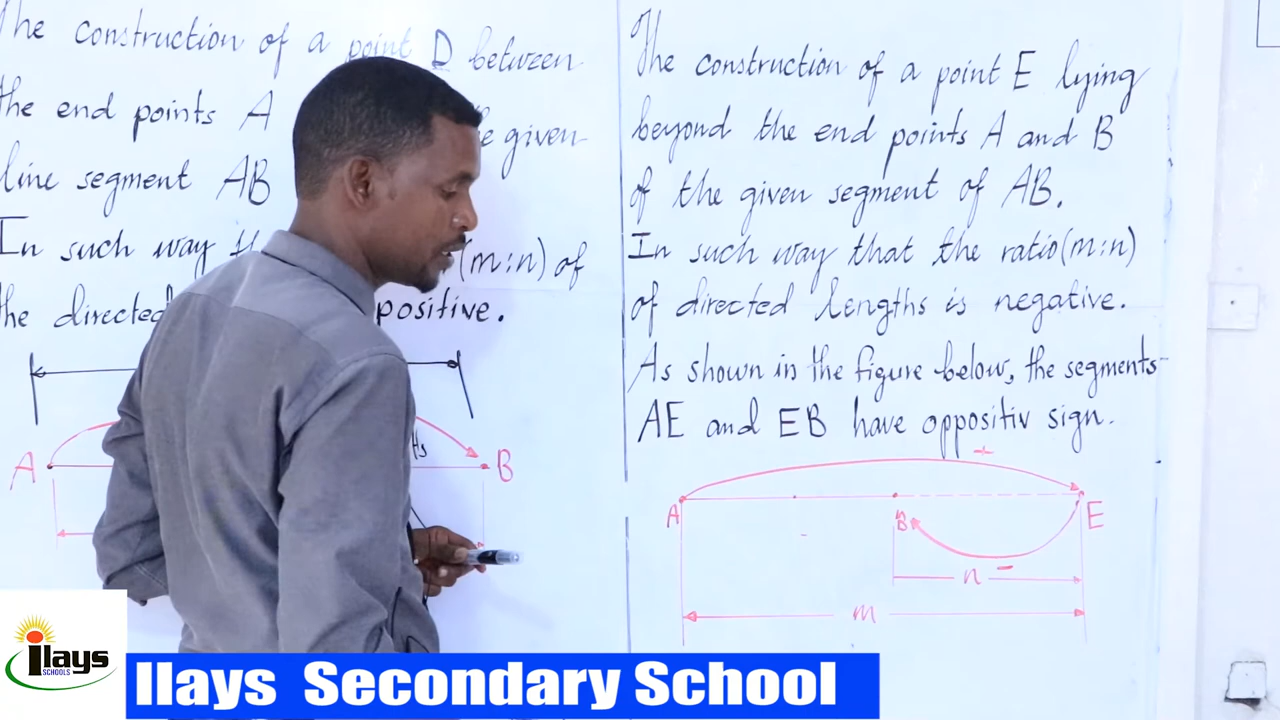 The construction of a point D between
the end points A given
line segment AB
In such way (m:n) of
the directed positive.
A B
The construction of a point E lying
beyond the end points A and B
of the given segment of AB.
In such way that the ratio(m:n)
of directed lengths is negative.
As shown in the figure below, the segments
AE and EB have oppositiv sign.
+
A B E
-
n -
m
ilays
SCHOOLS
Ilays Secondary School